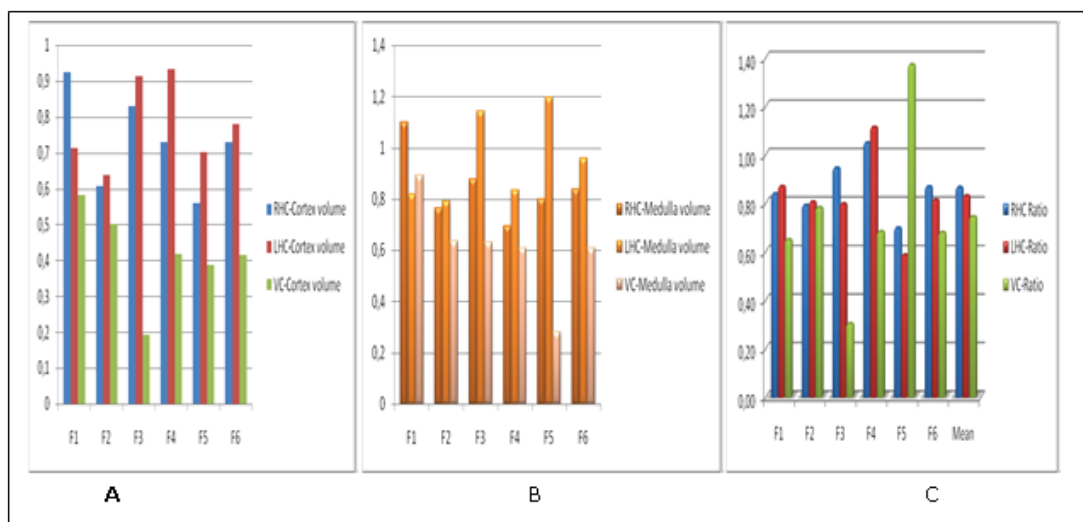 1
0,9
0,8
0,7
0,6
0,5
0,4
0,3
0,2
0,1
0
F1 F2 F3 F4 F5 F6
RHC-Cortex volume
LHC-Cortex volume
VC-Cortex volume
A
1,4
1,2
1
0,8
0,6
0,4
0,2
0
F1 F2 F3 F4 F5 F6
RHC-Medulla volume
LHC-Medulla volume
VC-Medulla volume
B
1,40
1,20
1,00
0,80
0,60
0,40
0,20
0,00
F1 F2 F3 F4 F5 F6 Mean
RHC Ratio
LHC-Ratio
VC-Ratio
C